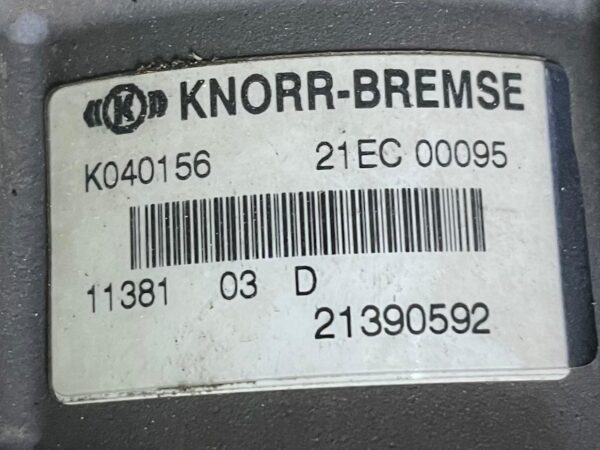 K KNORR-BREMSE
K040156 21EC 00095
11381 03 D
21390592